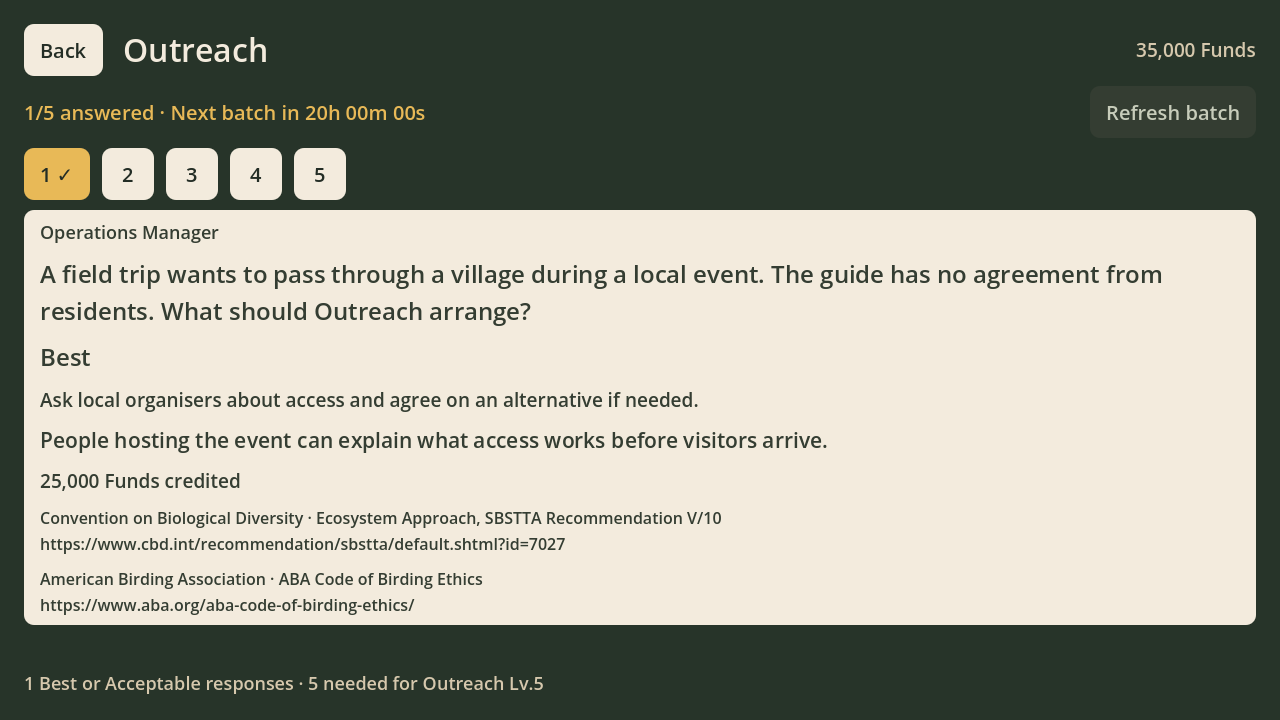 Back
Outreach
35,000 Funds
1/5 answered · Next batch in 20h 00m 00s
Refresh batch
1 ✓
2
3
4
5
Operations Manager
A field trip wants to pass through a village during a local event. The guide has no agreement from
residents. What should Outreach arrange?
Best
Ask local organisers about access and agree on an alternative if needed.
People hosting the event can explain what access works before visitors arrive.
25,000 Funds credited
Convention on Biological Diversity · Ecosystem Approach, SBSTTA Recommendation V/10
https://www.cbd.int/recommendation/sbstta/default.shtml?id=7027
American Birding Association · ABA Code of Birding Ethics
https://www.aba.org/aba-code-of-birding-ethics/
1 Best or Acceptable responses · 5 needed for Outreach Lv.5